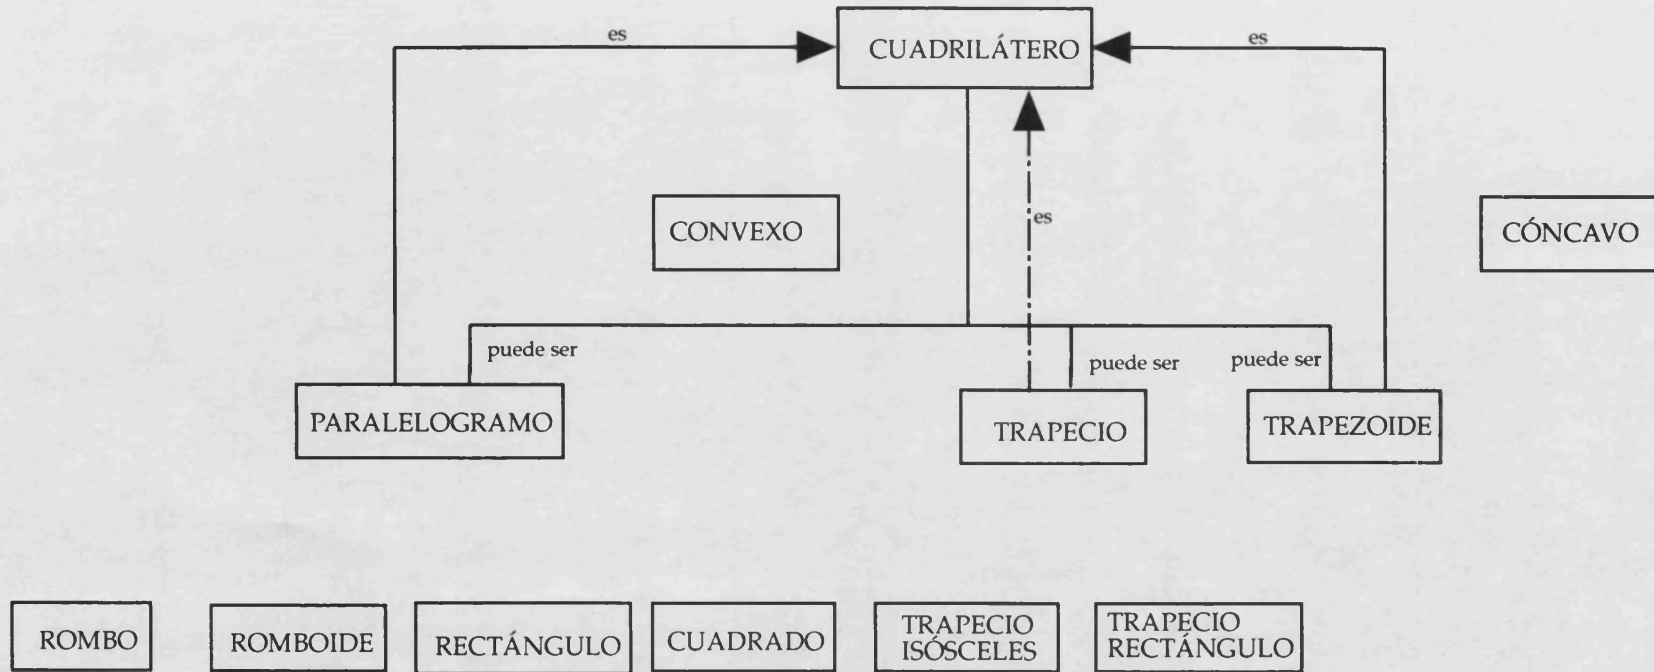 es
CUADRILÁTERO
es
CONVEXO
es
CÓNCAVO
puede ser
puede ser
puede ser
PARALELOGRAMO
TRAPECIO
TRAPEZOIDE
ROMBO
ROMBOIDE
RECTÁNGULO
CUADRADO
TRAPECIO
ISÓSCELES
TRAPECIO
RECTÁNGULO